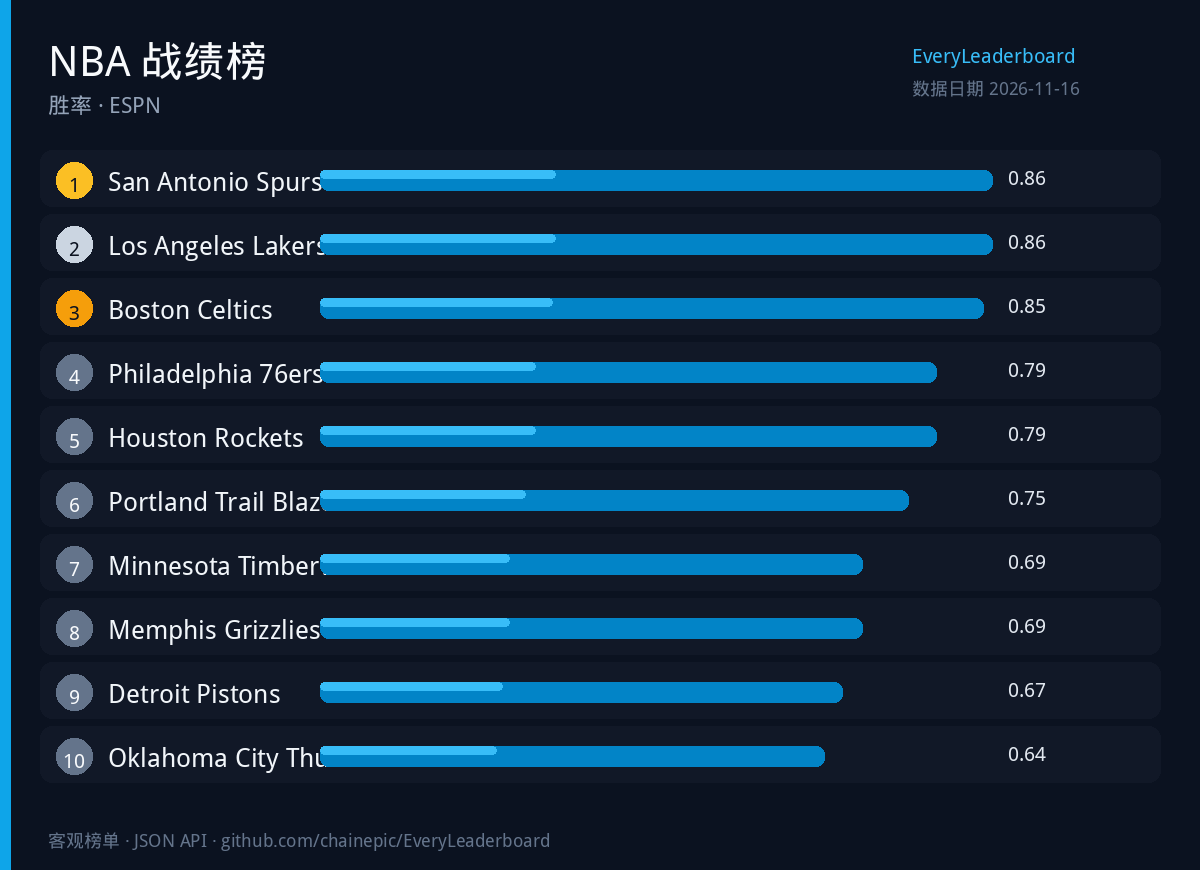 NBA 战绩榜
胜率 · ESPN
EveryLeaderboard
数据日期 2026-11-16
1 San Antonio Spurs 0.86
2 Los Angeles Lakers 0.86
3 Boston Celtics 0.85
4 Philadelphia 76ers 0.79
5 Houston Rockets 0.79
6 Portland Trail Blaz 0.75
7 Minnesota Timber 0.69
8 Memphis Grizzlies 0.69
9 Detroit Pistons 0.67
10 Oklahoma City Thu 0.64
客观榜单 · JSON API · github.com/chainepic/EveryLeaderboard